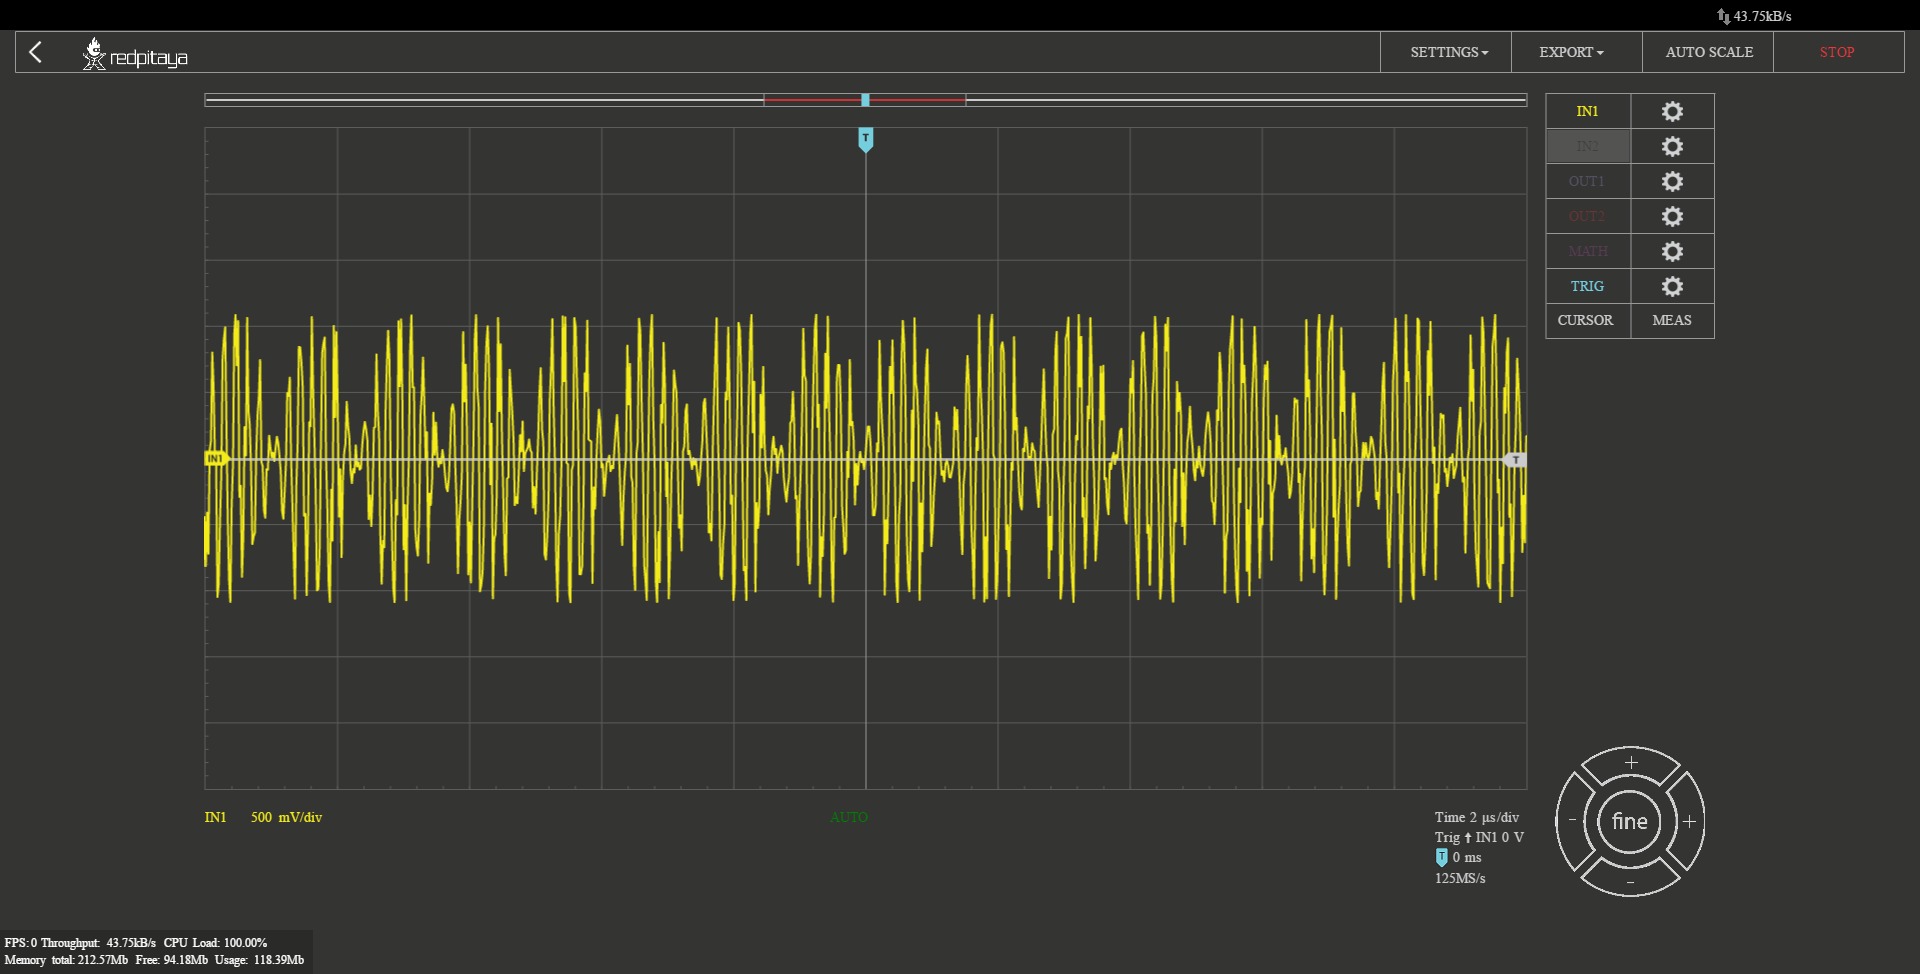 43.75kB/s
redpitaya
SETTINGS
EXPORT
AUTO SCALE
STOP
T
IN1
IN2
OUT1
OUT2
MATH
TRIG
CURSOR
MEAS
IN1
T
IN1 500 mV/div
AUTO
Time 2 µs/div
Trig IN1 0 V
T 0 ms
125MS/s
+
-
fine
+
-
FPS: 0 Throughput: 43.75kB/s CPU Load: 100.00%
Memory total: 212.57Mb Free: 94.18Mb Usage: 118.39Mb